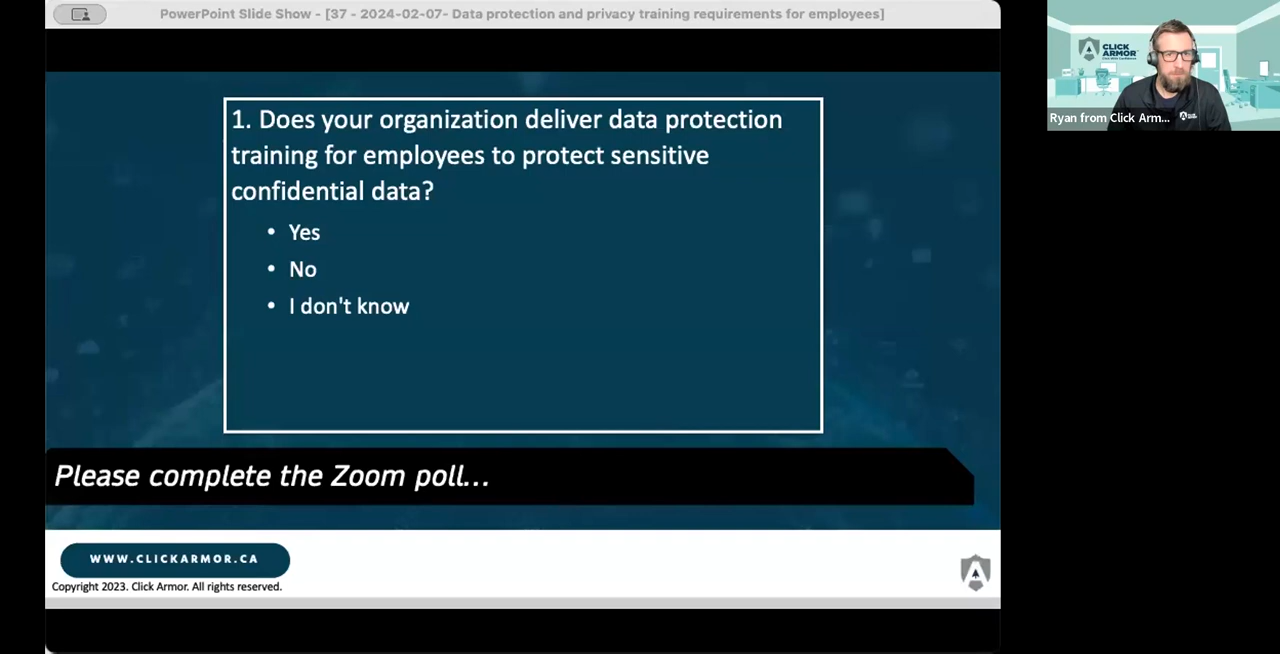 PowerPoint Slide Show - [37 - 2024-02-07- Data protection and privacy training requirements for employees]
CLICK
ARMOR
Ryan from Click Arm...
1. Does your organization deliver data protection
training for employees to protect sensitive
confidential data?
• Yes
• No
• I don't know
Please complete the Zoom poll...
WWW.CLICKARMOR.CA
Copyright 2023. Click Armor. All rights reserved.